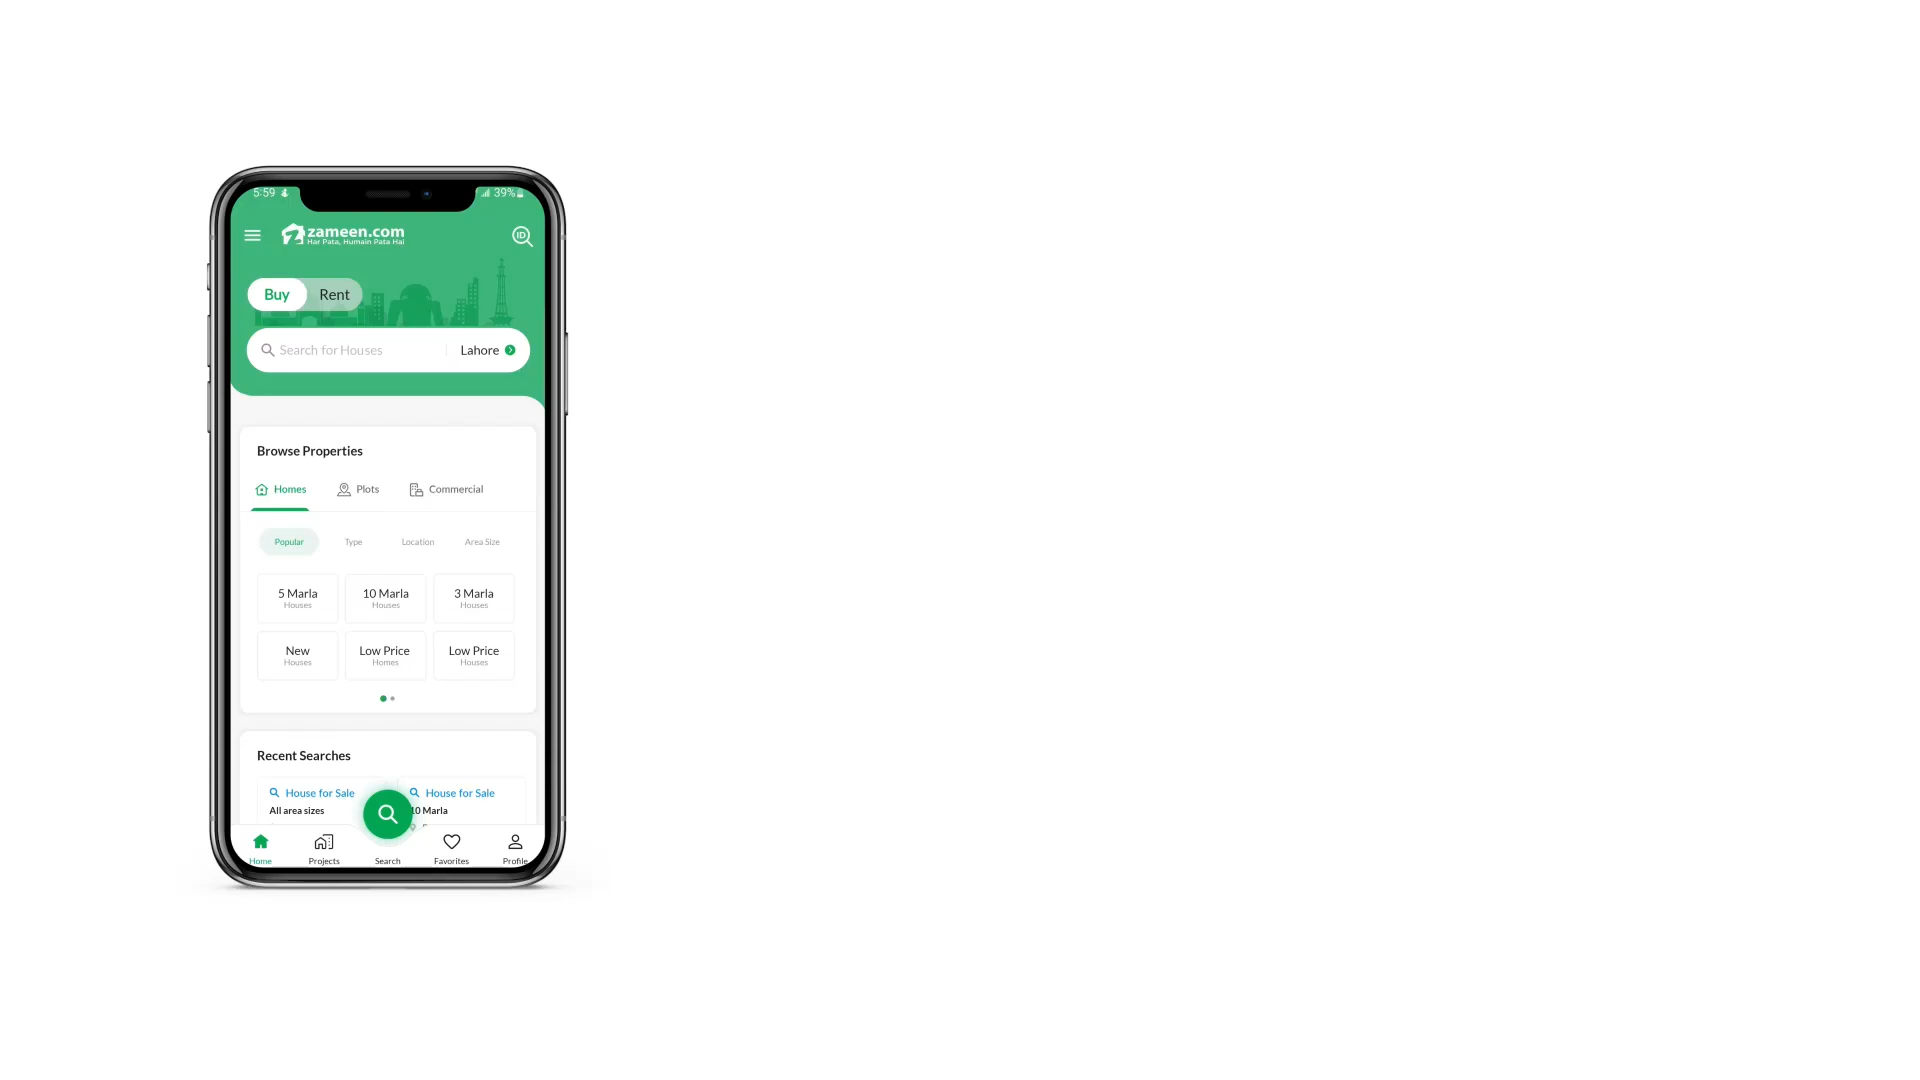 5:59
39%
zameen.com
Har Pata, Humain Pata Hai
ID
Buy Rent
Search for Houses Lahore
Browse Properties
Homes Plots Commercial
Popular Type Location Area Size
5 Marla 10 Marla 3 Marla
Houses Houses Houses
New Low Price Low Price
Houses Homes Houses
Recent Searches
House for Sale House for Sale
All area sizes 10 Marla
Home Projects Search Favorites Profile